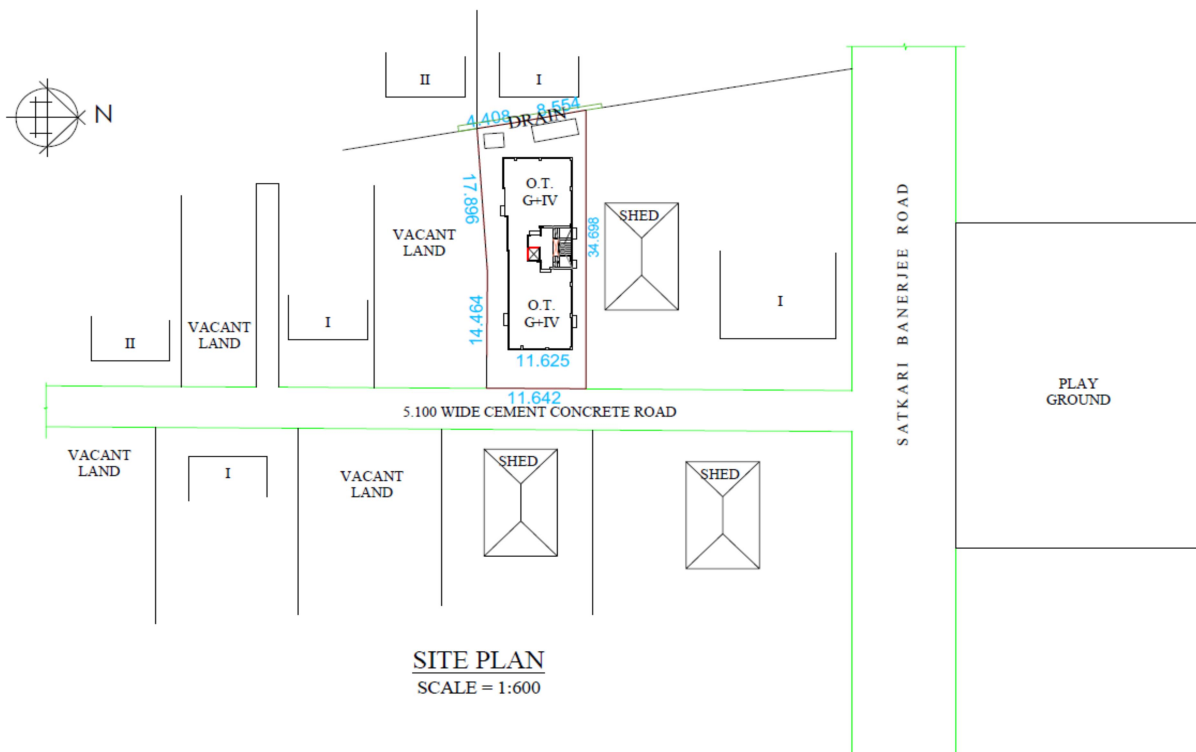 II
I
4.408
8.554
DRAIN
N
17.896
O.T.
G+IV
VACANT
LAND
34.698
SHED
SATKARI BANERJEE ROAD
I
O.T.
G+IV
14.464
I
VACANT
LAND
II
11.625
PLAY
GROUND
11.642
5.100 WIDE CEMENT CONCRETE ROAD
VACANT
LAND
I
VACANT
LAND
SHED
SHED
SITE PLAN
SCALE = 1:600